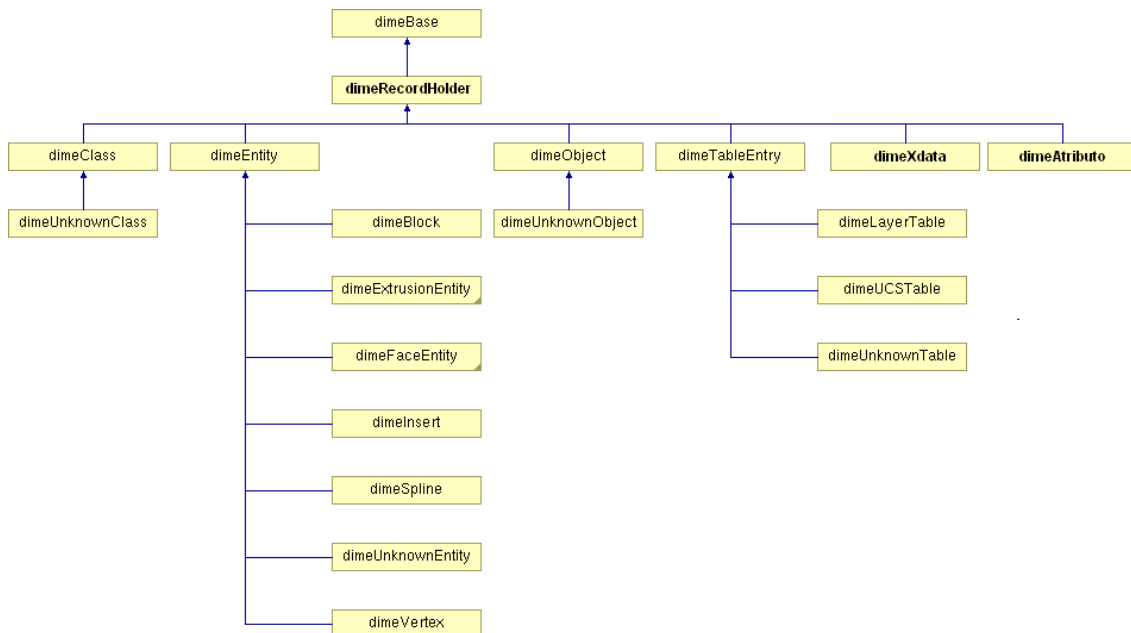 dimeBase
dimeRecordHolder
dimeClass dimeEntity dimeObject dimeTableEntry dimeXdata dimeAtributo
dimeUnknownClass dimeBlock dimeUnknownObject dimeLayerTable
dimeExtrusionEntity dimeUCSTable
dimeFaceEntity dimeUnknownTable
dimeInsert
dimeSpline
dimeUnknownEntity
dimeVertex